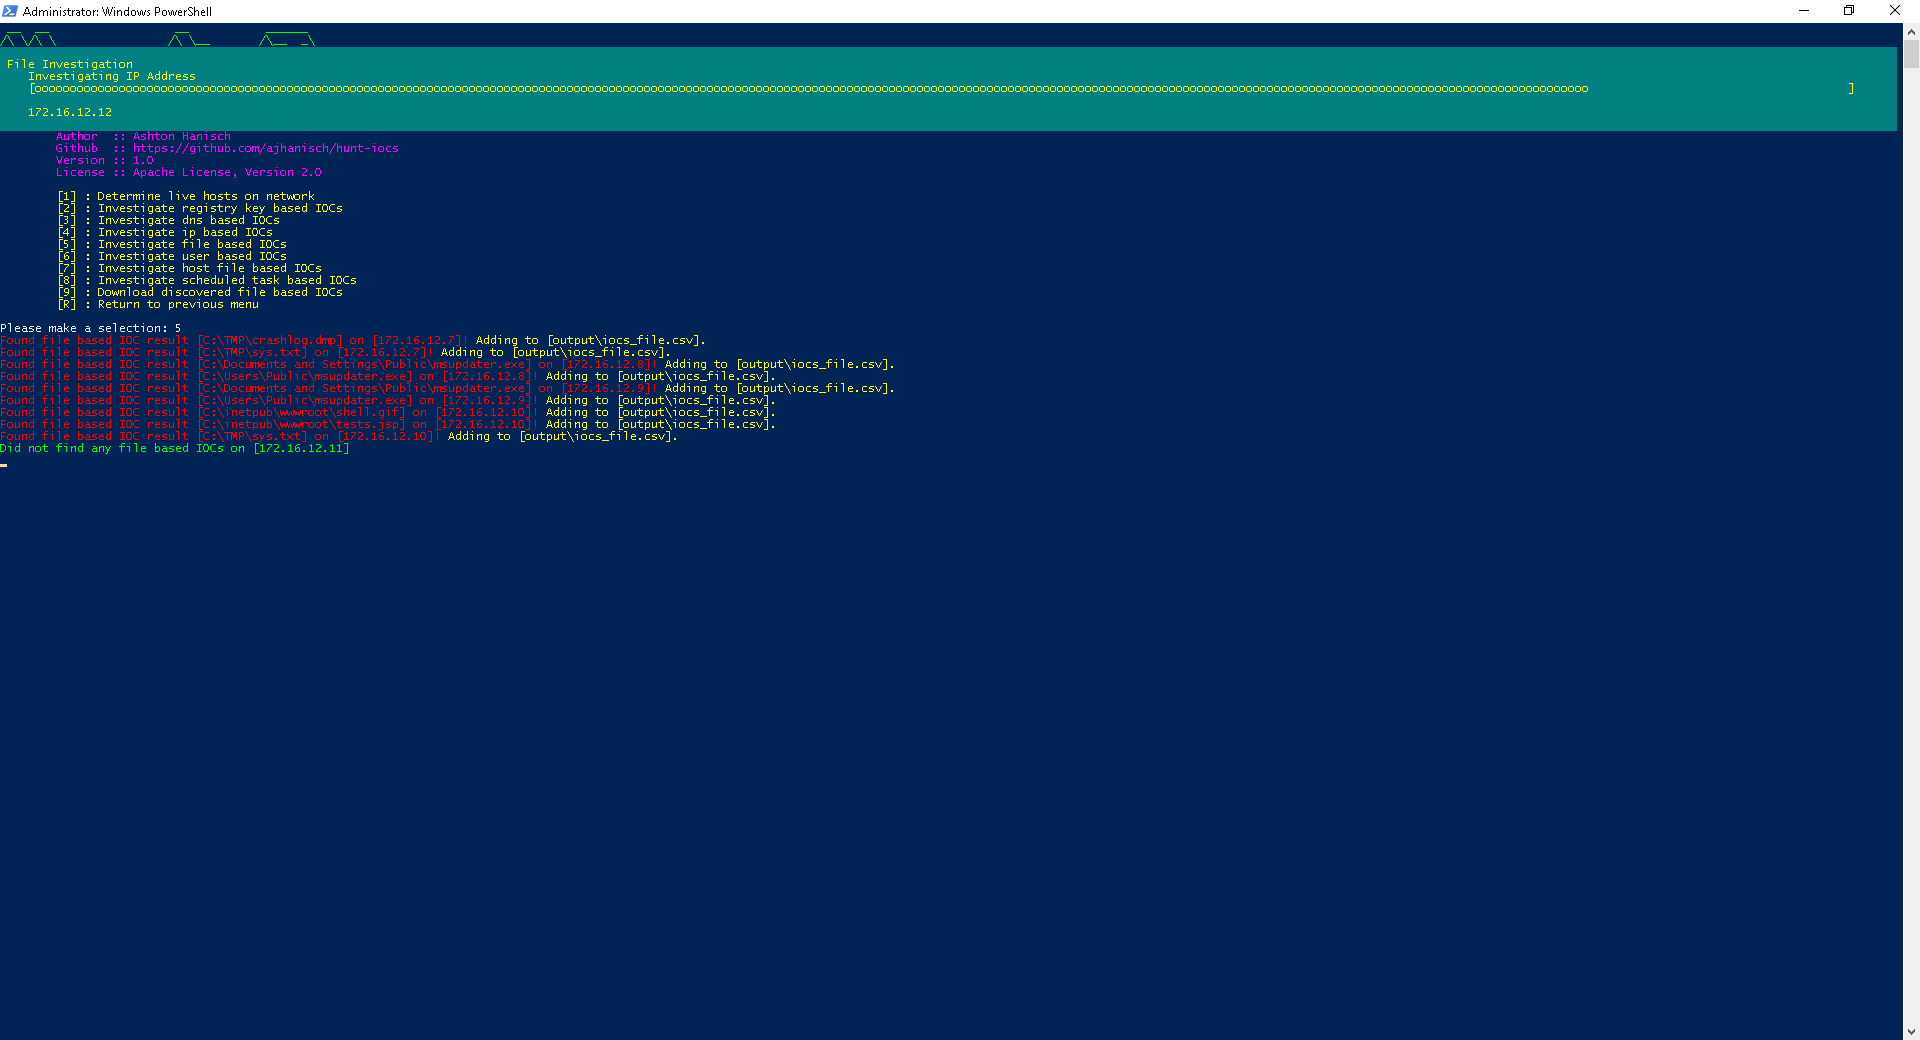 Administrator: Windows PowerShell
File Investigation
Investigating IP Address
[oooooooooooooooooooooooooooooooooooooooooooooooooooooooooooooooooooooooooooooooooooooooooooooooooooooooooooooooooooooooooooooooooooooooooooooooooooooooooooooooooooooooooooooooooooooooooooooooooooooooooooooooooooooooooooooo ]
172.16.12.12
Author :: Ashton Hanisch
Github :: https://github.com/ajhanisch/hunt-iocs
Version :: 1.0
License :: Apache License, Version 2.0
[1] : Determine live hosts on network
[2] : Investigate registry key based IOCs
[3] : Investigate dns based IOCs
[4] : Investigate ip based IOCs
[5] : Investigate file based IOCs
[6] : Investigate user based IOCs
[7] : Investigate host file based IOCs
[8] : Investigate scheduled task based IOCs
[9] : Download discovered file based IOCs
[R] : Return to previous menu
Please make a selection: 5
Found file based IOC result [C:\TMP\crashlog.dmp] on [172.16.12.7]! Adding to [output\iocs_file.csv].
Found file based IOC result [C:\TMP\sys.txt] on [172.16.12.7]! Adding to [output\iocs_file.csv].
Found file based IOC result [C:\Documents and Settings\Public\msupdater.exe] on [172.16.12.8]! Adding to [output\iocs_file.csv].
Found file based IOC result [C:\Users\Public\msupdater.exe] on [172.16.12.8]! Adding to [output\iocs_file.csv].
Found file based IOC result [C:\Documents and Settings\Public\msupdater.exe] on [172.16.12.9]! Adding to [output\iocs_file.csv].
Found file based IOC result [C:\Users\Public\msupdater.exe] on [172.16.12.9]! Adding to [output\iocs_file.csv].
Found file based IOC result [C:\inetpub\wwwroot\shell.gif] on [172.16.12.10]! Adding to [output\iocs_file.csv].
Found file based IOC result [C:\inetpub\wwwroot\tests.jsp] on [172.16.12.10]! Adding to [output\iocs_file.csv].
Found file based IOC result [C:\TMP\sys.txt] on [172.16.12.10]! Adding to [output\iocs_file.csv].
Did not find any file based IOCs on [172.16.12.11]